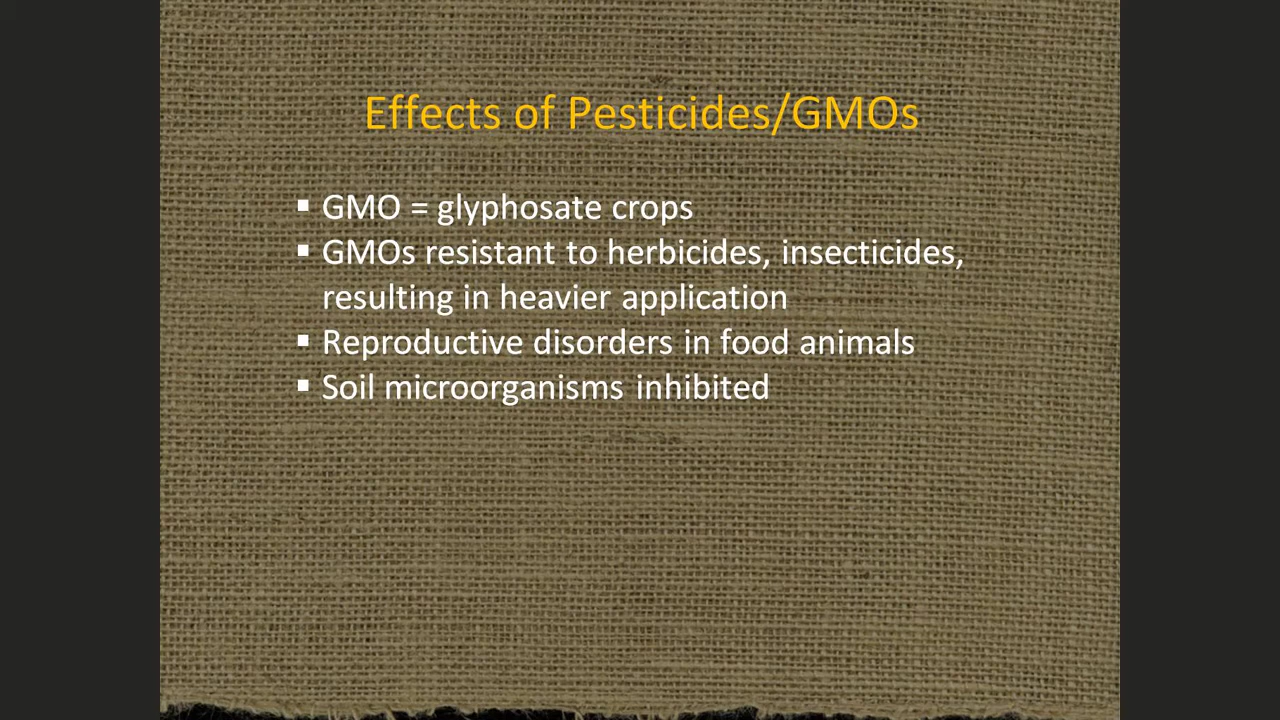 Effects of Pesticides/GMOs
▪ GMO = glyphosate crops
▪ GMOs resistant to herbicides, insecticides,
resulting in heavier application
▪ Reproductive disorders in food animals
▪ Soil microorganisms inhibited